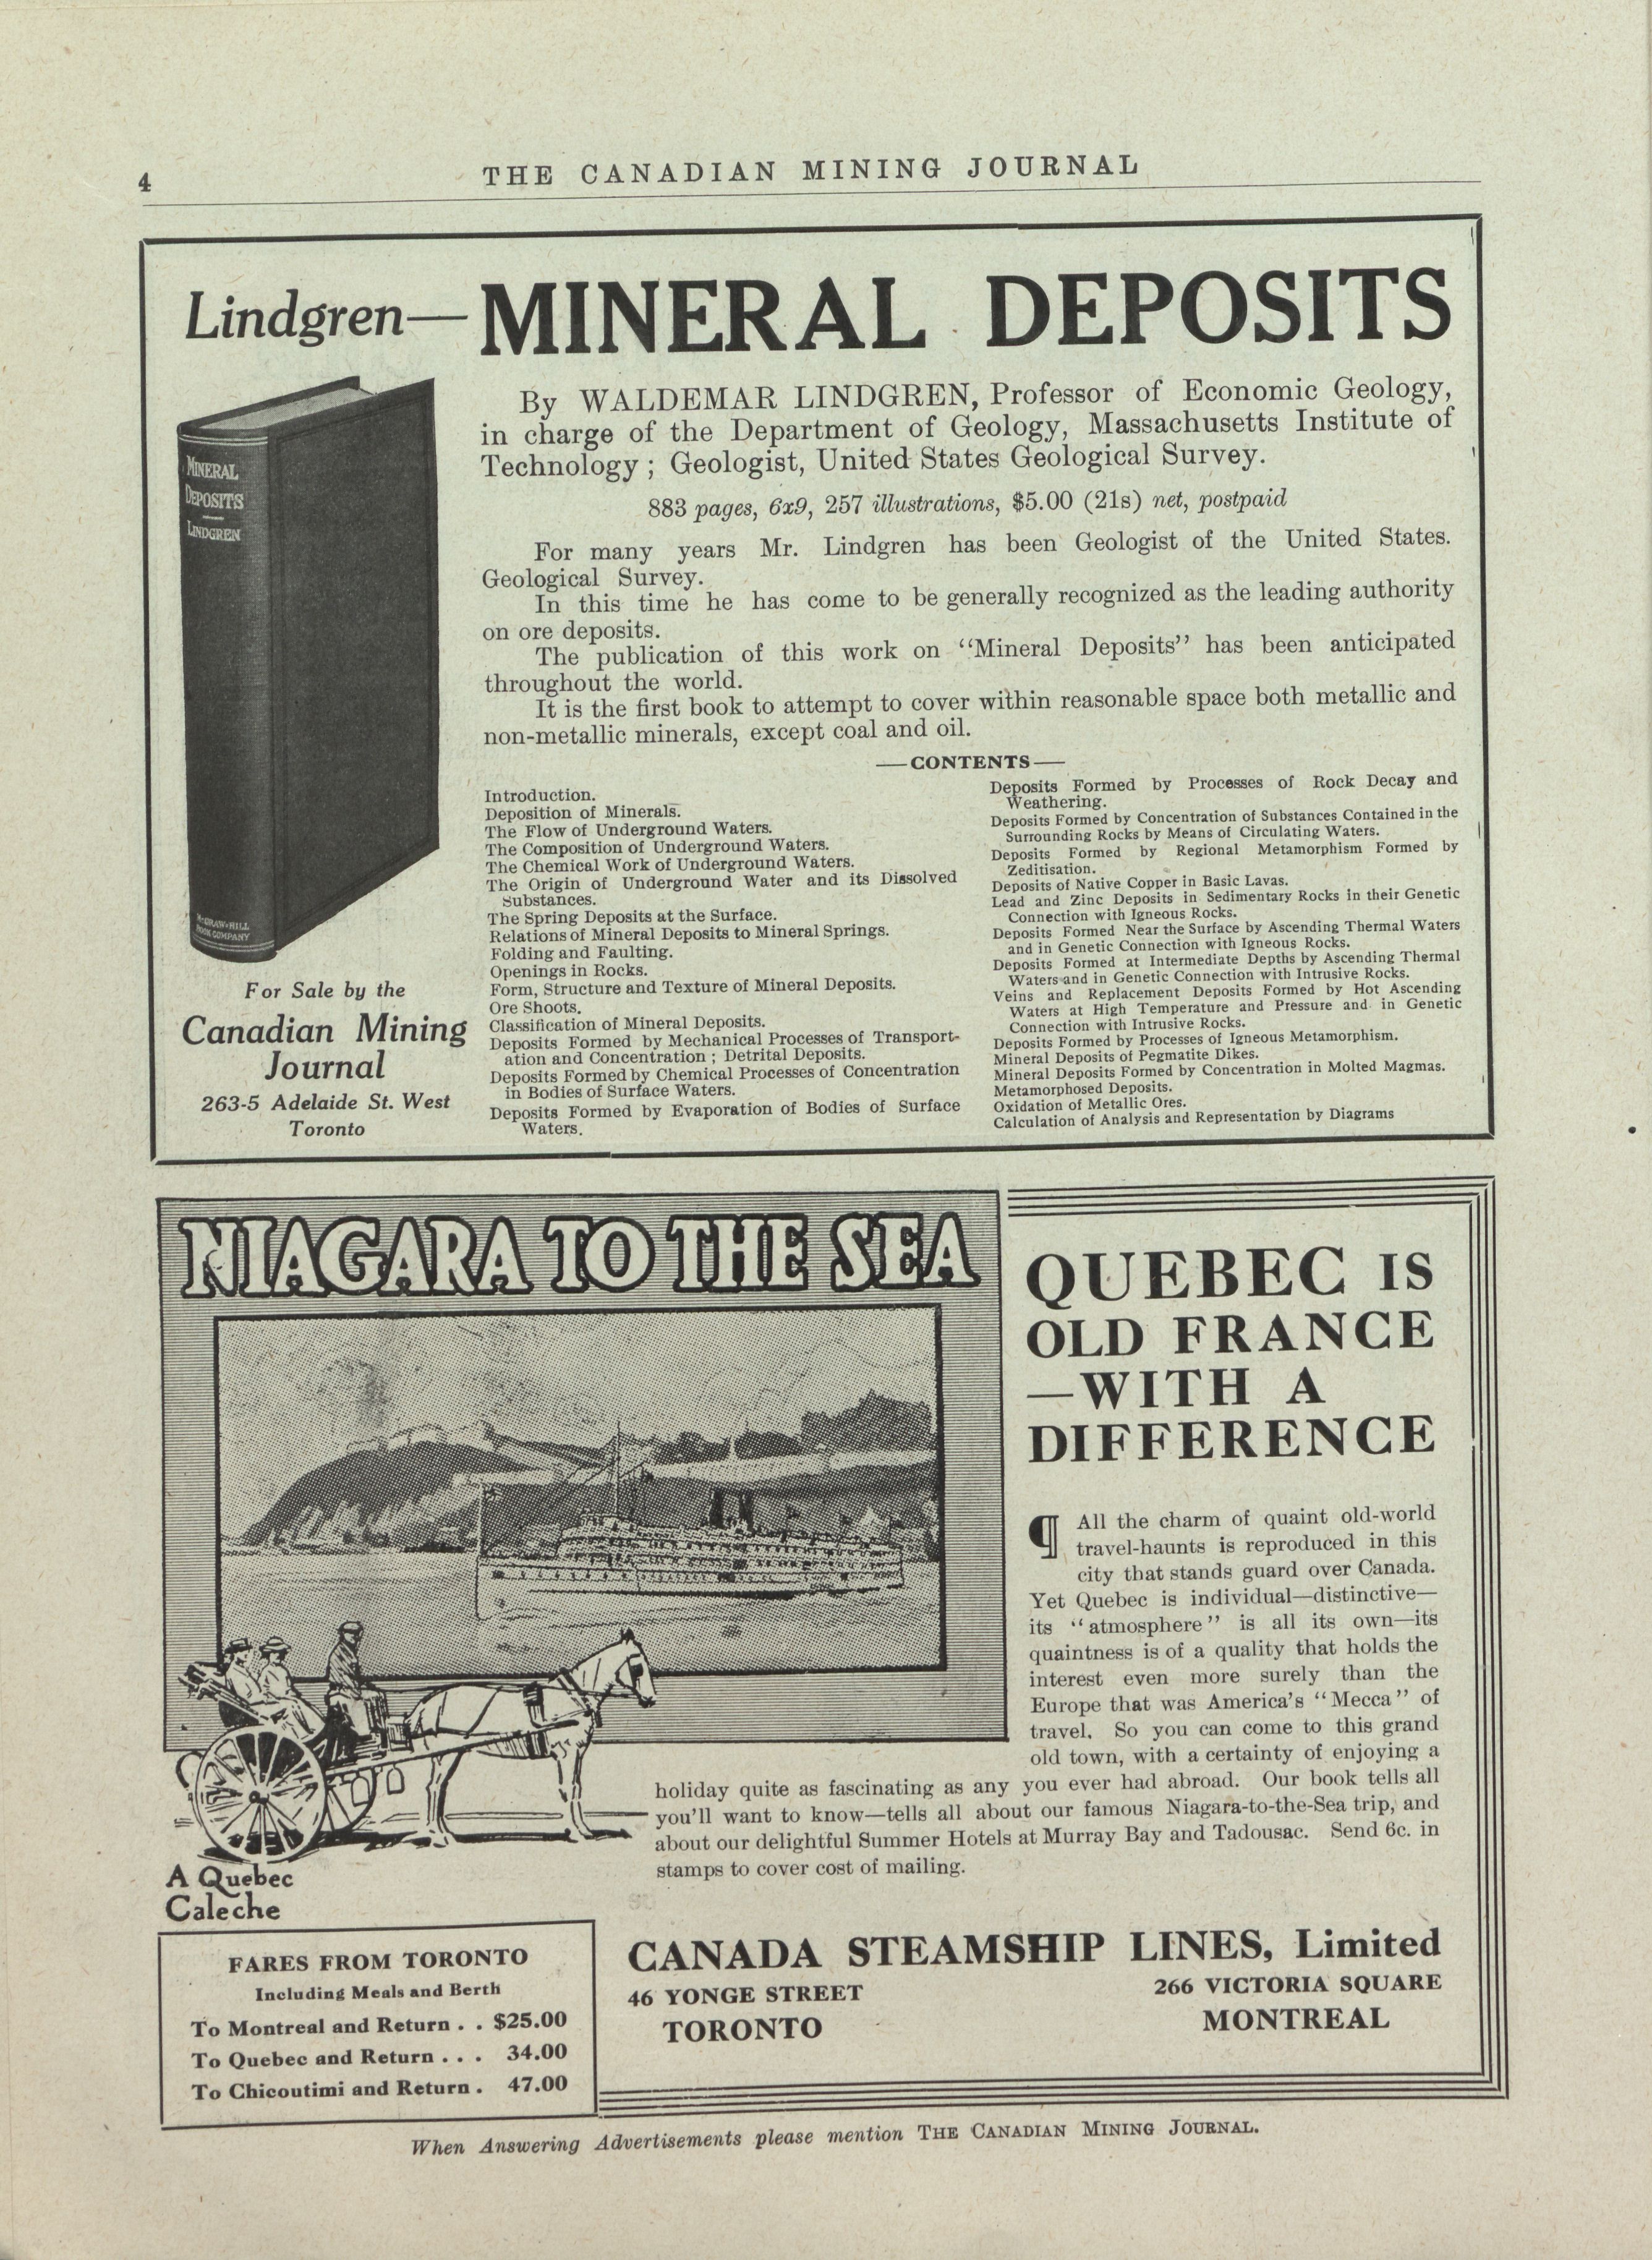 4
THE CANADIAN MINING JOURNAL
Lindgren—MINERAL DEPOSITS
MINERAL
DEPOSITS
LINDGREN
McGRAW-HILL
BOOK COMPANY
For Sale by the
Canadian Mining
Journal
263-5 Adelaide St. West
Toronto
By WALDEMAR LINDGREN, Professor of Economic Geology,
in charge of the Department of Geology, Massachusetts Institute of
Technology ; Geologist, United States Geological Survey.
883 pages, 6x9, 257 illustrations, $5.00 (21s) net, postpaid
For many years Mr. Lindgren has been Geologist of the United States.
Geological Survey.
In this time he has come to be generally recognized as the leading authority
on ore deposits.
The publication of this work on “Mineral Deposits” has been anticipated
throughout the world.
It is the first book to attempt to cover within reasonable space both metallic and
non-metallic minerals, except coal and oil.
—CONTENTS—
Introduction.
Deposition of Minerals.
The Flow of Underground Waters.
The Composition of Underground Waters.
The Chemical Work of Underground Waters.
The Origin of Underground Water and its Dissolved
Substances.
The Spring Deposits at the Surface.
Relations of Mineral Deposits to Mineral Springs.
Folding and Faulting.
Openings in Rocks.
Form, Structure and Texture of Mineral Deposits.
Ore Shoots.
Classification of Mineral Deposits.
Deposits Formed by Mechanical Processes of Transport-
ation and Concentration ; Detrital Deposits.
Deposits Formed by Chemical Processes of Concentration
in Bodies of Surface Waters.
Deposits Formed by Evaporation of Bodies of Surface
Waters.
Deposits Formed by Processes of Rock Decay and
Weathering.
Deposits Formed by Concentration of Substances Contained in the
Surrounding Rocks by Means of Circulating Waters.
Deposits Formed by Regional Metamorphism Formed by
Zeditisation.
Deposits of Native Copper in Basic Lavas.
Lead and Zinc Deposits in Sedimentary Rocks in their Genetic
Connection with Igneous Rocks.
Deposits Formed Near the Surface by Ascending Thermal Waters
and in Genetic Connection with Igneous Rocks.
Deposits Formed at Intermediate Depths by Ascending Thermal
Waters and in Genetic Connection with Intrusive Rocks.
Veins and Replacement Deposits Formed by Hot Ascending
Waters at High Temperature and Pressure and in Genetic
Connection with Intrusive Rocks.
Deposits Formed by Processes of Igneous Metamorphism.
Mineral Deposits of Pegmatite Dikes.
Mineral Deposits Formed by Concentration in Molted Magmas.
Metamorphosed Deposits.
Oxidation of Metallic Ores.
Calculation of Analysis and Representation by Diagrams
NIAGARA TO THE SEA
QUEBEC IS
OLD FRANCE
—WITH A
DIFFERENCE
¶ All the charm of quaint old-world
travel-haunts is reproduced in this
city that stands guard over Canada.
Yet Quebec is individual—distinctive—
its “atmosphere” is all its own—its
quaintness is of a quality that holds the
interest even more surely than the
Europe that was America’s “Mecca” of
travel. So you can come to this grand
old town, with a certainty of enjoying a
holiday quite as fascinating as any you ever had abroad. Our book tells all
you’ll want to know—tells all about our famous Niagara-to-the-Sea trip, and
about our delightful Summer Hotels at Murray Bay and Tadousac. Send 6c. in
stamps to cover cost of mailing.
A Quebec
Caleche
FARES FROM TORONTO
Including Meals and Berth
To Montreal and Return . . $25.00
To Quebec and Return . . . 34.00
To Chicoutimi and Return . 47.00
CANADA STEAMSHIP LINES, Limited
46 YONGE STREET
TORONTO
266 VICTORIA SQUARE
MONTREAL
When Answering Advertisements please mention THE CANADIAN MINING JOURNAL.